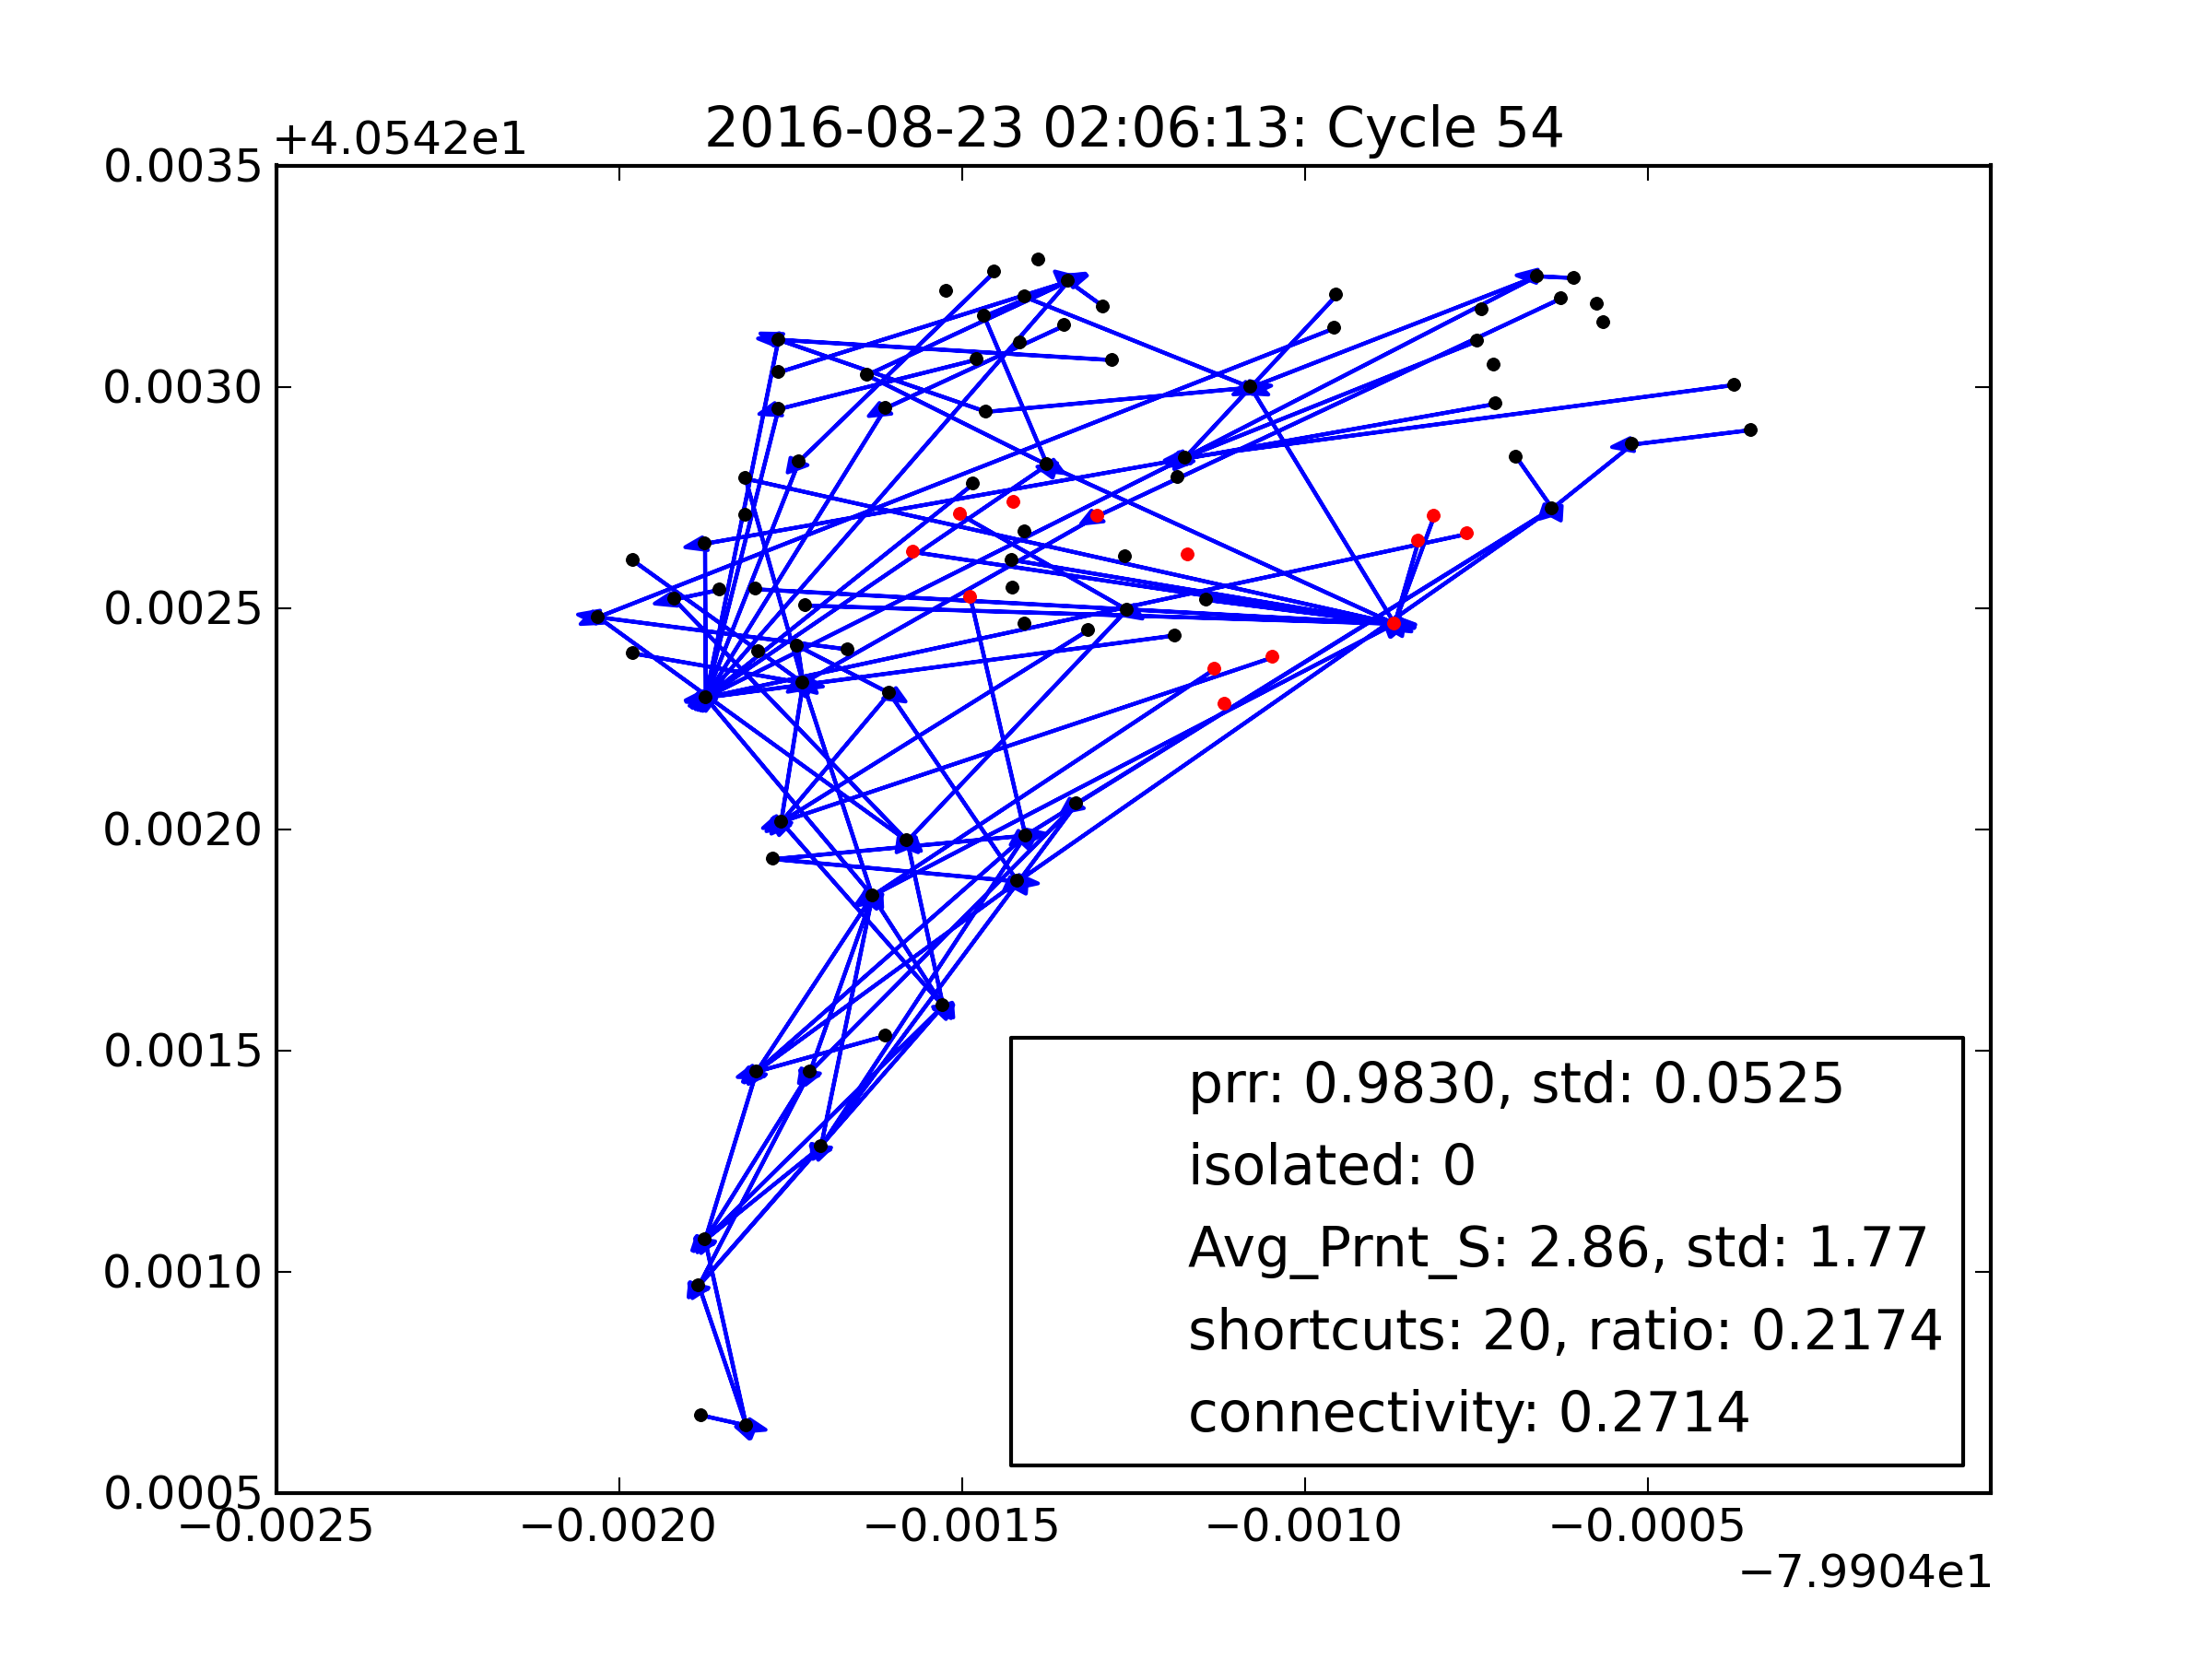 2016-08-23 02:06:13: Cycle 54
+4.0542e1
0.0035
0.0030
0.0025
0.0020
0.0015
0.0010
0.0005
prr: 0.9830, std: 0.0525
isolated: 0
Avg_Prnt_S: 2.86, std: 1.77
shortcuts: 20, ratio: 0.2174
connectivity: 0.2714
−0.0025 −0.0020 −0.0015 −0.0010 −0.0005
−7.9904e1